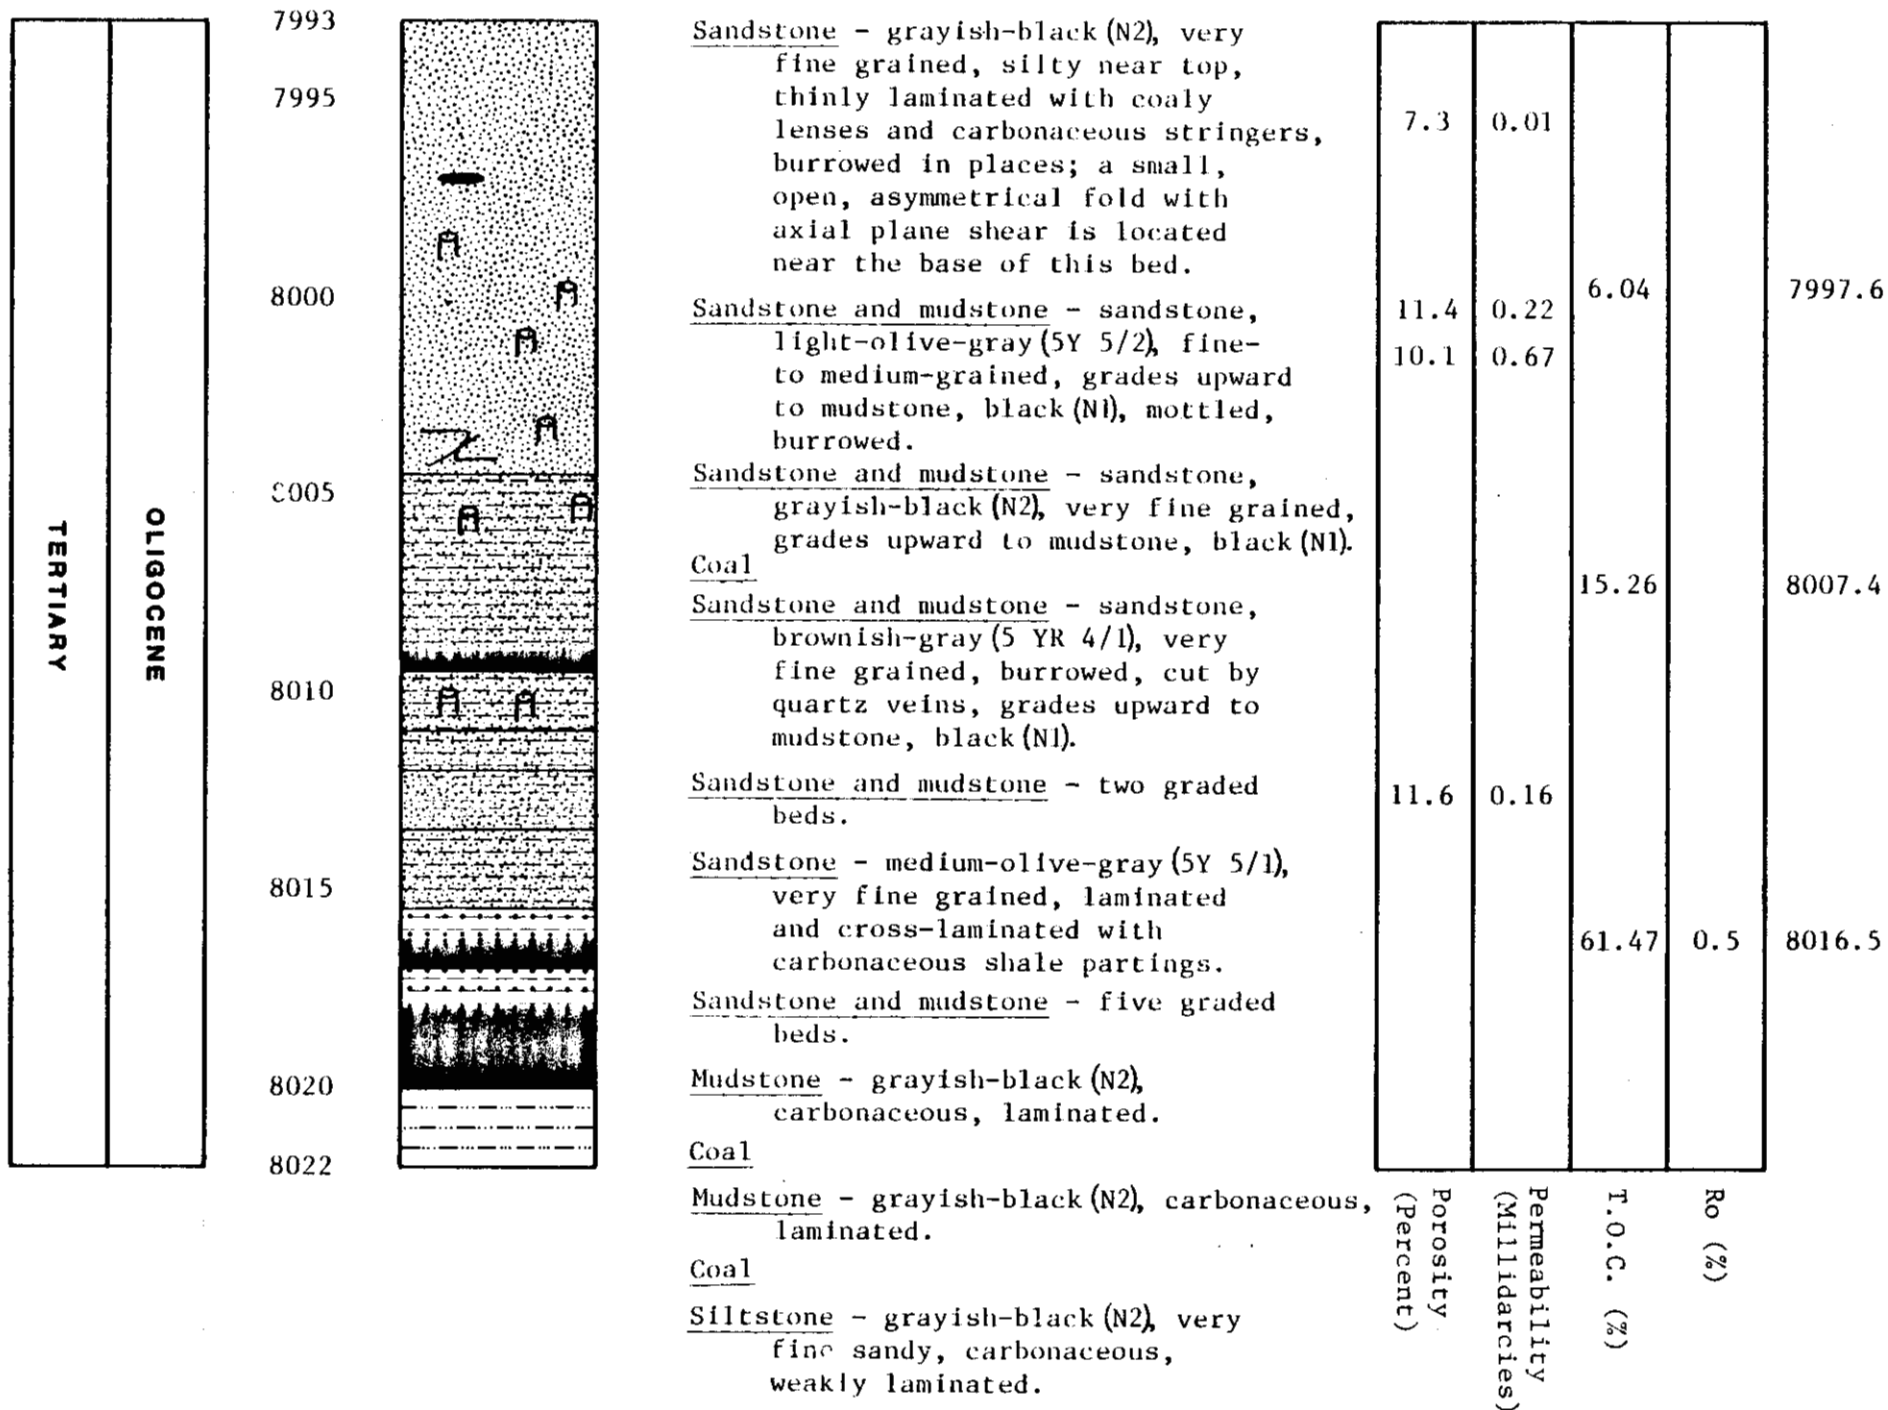 TERTIARY
OLIGOCENE
7993
7995
8000
8005
8010
8015
8020
8022
Sandstone - grayish-black (N2), very
fine grained, silty near top,
thinly laminated with coaly
lenses and carbonaceous stringers,
burrowed in places; a small,
open, asymmetrical fold with
axial plane shear is located
near the base of this bed.
Sandstone and mudstone - sandstone,
light-olive-gray (5Y 5/2), fine-
to medium-grained, grades upward
to mudstone, black (N1), mottled,
burrowed.
Sandstone and mudstone - sandstone,
grayish-black (N2), very fine grained,
grades upward to mudstone, black (N1).
Coal
Sandstone and mudstone - sandstone,
brownish-gray (5 YR 4/1), very
fine grained, burrowed, cut by
quartz veins, grades upward to
mudstone, black (N1).
Sandstone and mudstone - two graded
beds.
Sandstone - medium-olive-gray (5Y 5/1),
very fine grained, laminated
and cross-laminated with
carbonaceous shale partings.
Sandstone and mudstone - five graded
beds.
Mudstone - grayish-black (N2),
carbonaceous, laminated.
Coal
Mudstone - grayish-black (N2), carbonaceous,
laminated.
Coal
Siltstone - grayish-black (N2), very
fine sandy, carbonaceous,
weakly laminated.
7.3 0.01
6.04 7997.6
11.4 0.22
10.1 0.67
15.26 8007.4
11.6 0.16
61.47 0.5 8016.5
Porosity
(Percent)
Permeability
(Millidarcies)
T.O.C. (%)
Ro (%)